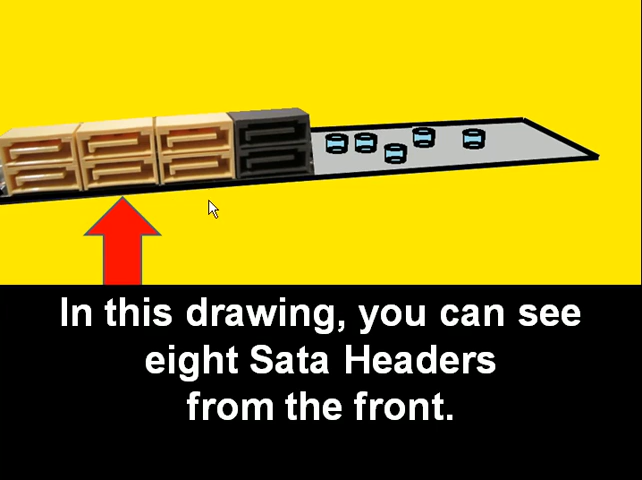 In this drawing, you can see
eight Sata Headers
from the front.